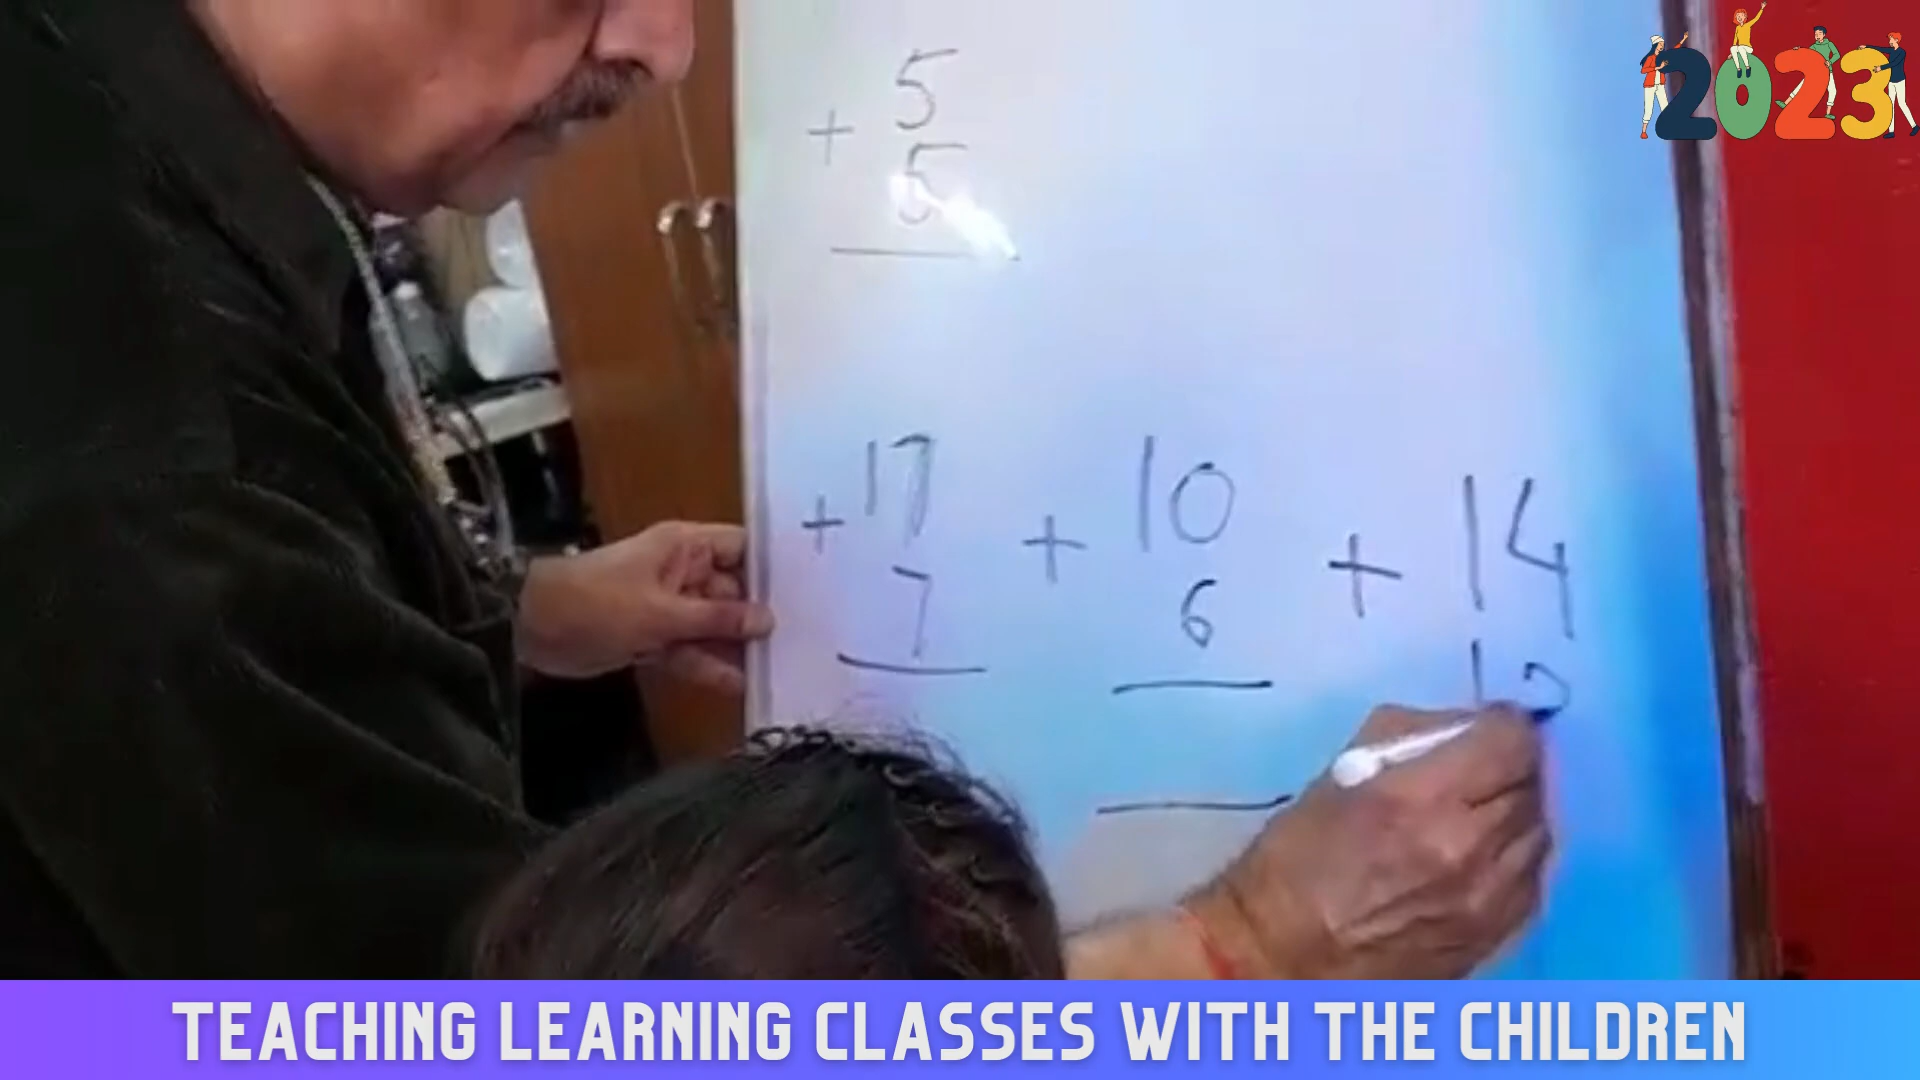 2023
5
+
5
17 10 14
+ + +
7 6
TEACHING LEARNING CLASSES WITH THE CHILDREN